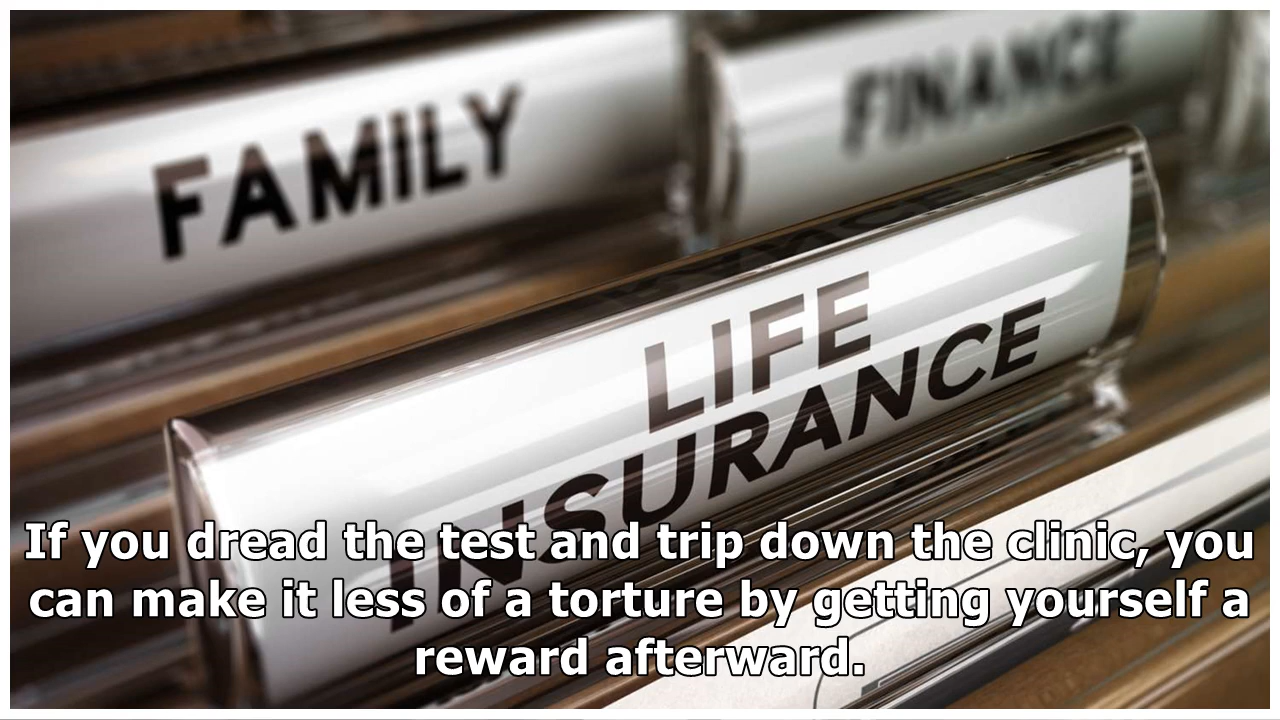 FAMILY
FINANCE
LIFE
INSURANCE
If you dread the test and trip down the clinic, you
can make it less of a torture by getting yourself a
reward afterward.